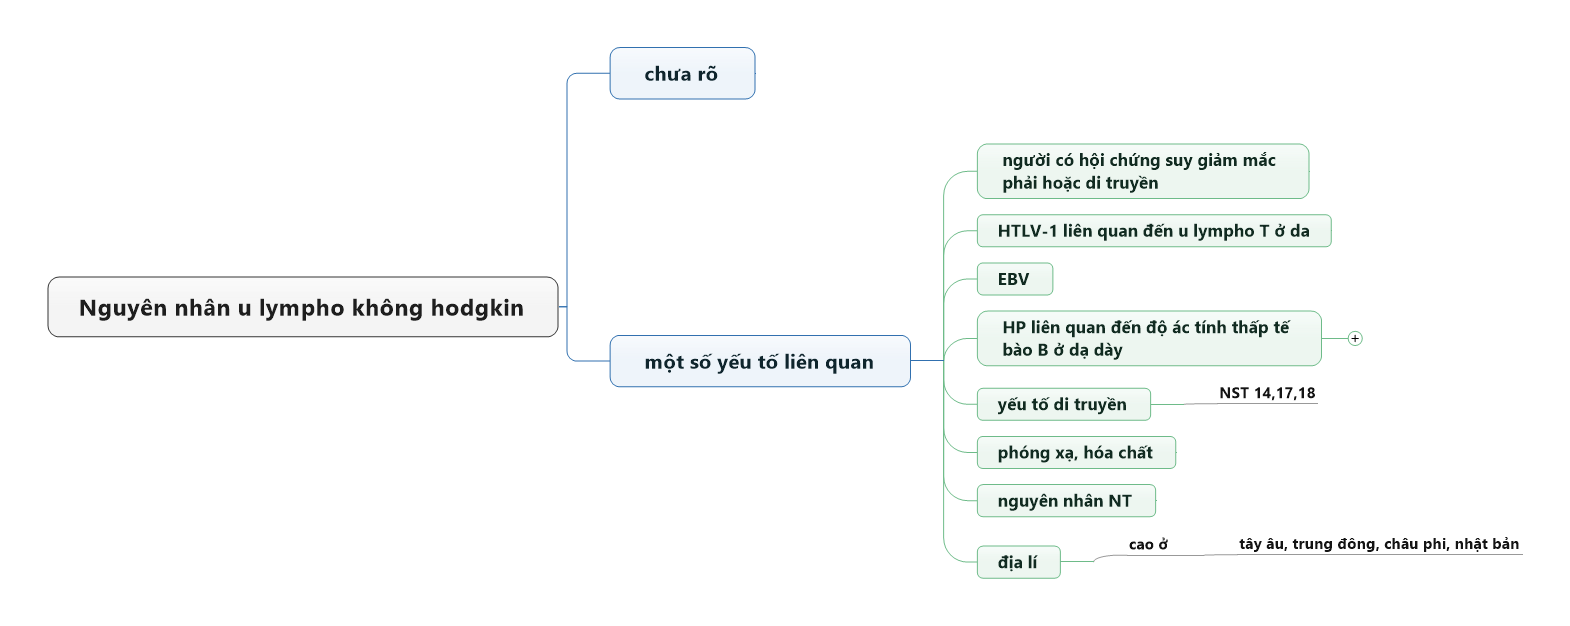 chưa rõ
người có hội chứng suy giảm mắc
phải hoặc di truyền
HTLV-1 liên quan đến u lympho T ở da
EBV
Nguyên nhân u lympho không hodgkin
HP liên quan đến độ ác tính thấp tế
bào B ở dạ dày
một số yếu tố liên quan
yếu tố di truyền
NST 14,17,18
phóng xạ, hóa chất
nguyên nhân NT
địa lí
cao ở
tây âu, trung đông, châu phi, nhật bản